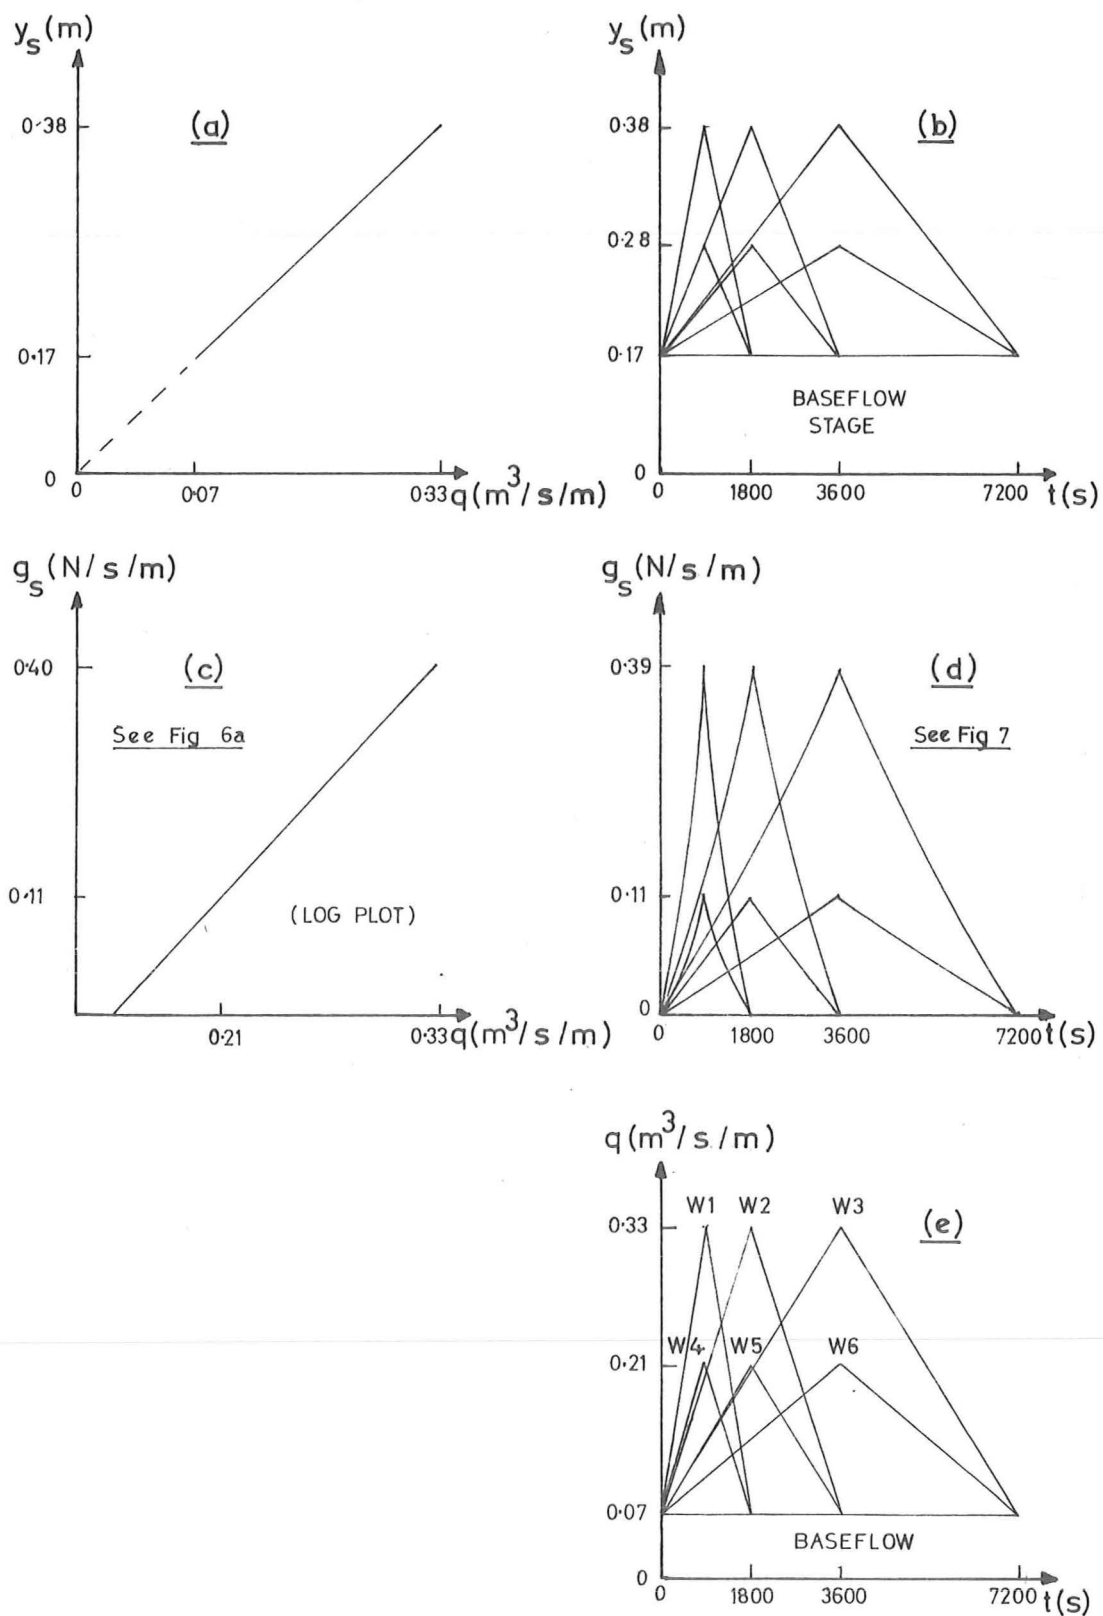 y_s (m)
0·38
(a)
0·17
0
0
0·07
0·33
q(m³/s/m)
y_s (m)
0·38
(b)
0·28
0·17
BASEFLOW
STAGE
0
0
1800
3600
7200
t(s)
g_s (N/s/m)
0·40
(c)
See Fig 6a
0·11
(LOG PLOT)
0·21
0·33
q(m³/s/m)
g_s (N/s/m)
0·39
(d)
See Fig 7
0·11
0
0
1800
3600
7200
t(s)
q(m³/s/m)
W1
W2
W3
0·33
(e)
W4
W5
W6
0·21
0·07
BASEFLOW
0
0
1800
3600
7200
t(s)